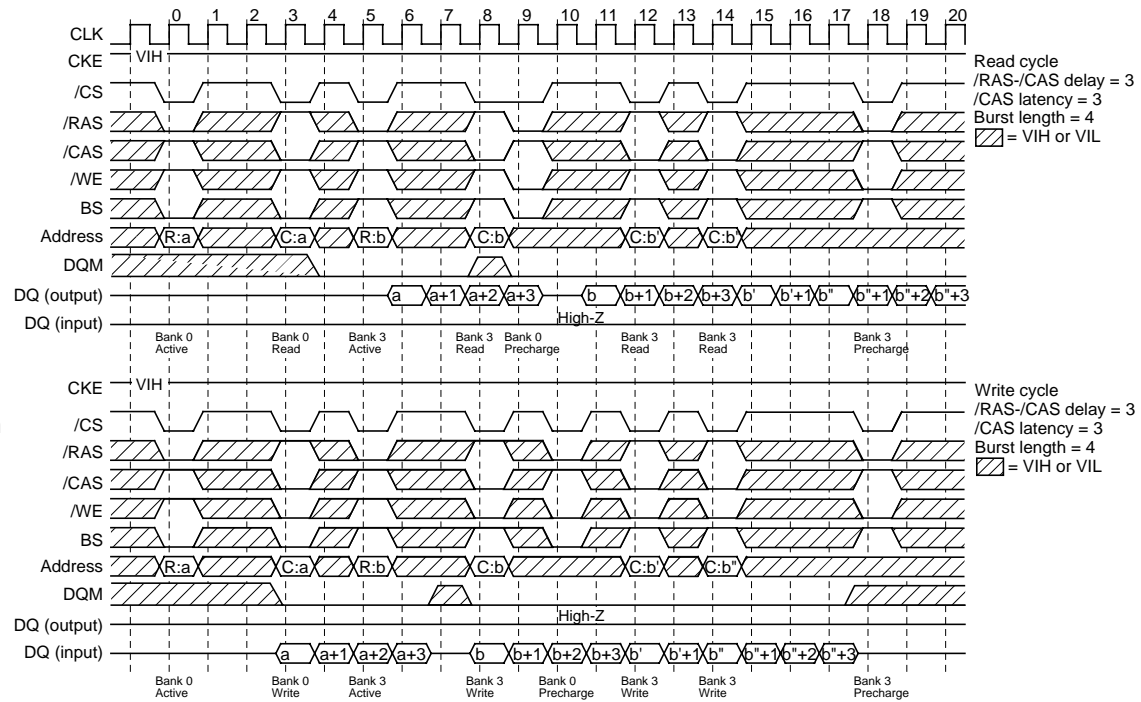 0 1 2 3 4 5 6 7 8 9 10 11 12 13 14 15 16 17 18 19 20
CLK
CKE VIH
/CS
/RAS
/CAS
/WE
BS
Address R:a C:a R:b C:b C:b' C:b"
DQM
DQ (output) a a+1 a+2 a+3 b b+1 b+2 b+3 b' b'+1 b" b"+1 b"+2 b"+3
DQ (input) High-Z
Bank 0 Bank 0 Bank 3 Bank 3 Bank 0 Bank 3 Bank 3 Bank 3
Active Read Active Read Precharge Read Read Precharge
Read cycle
/RAS-/CAS delay = 3
/CAS latency = 3
Burst length = 4
= VIH or VIL
CKE VIH
/CS
/RAS
/CAS
/WE
BS
Address R:a C:a R:b C:b C:b' C:b"
DQM
DQ (output) High-Z
DQ (input) a a+1 a+2 a+3 b b+1 b+2 b+3 b' b'+1 b" b"+1 b"+2 b"+3
Bank 0 Bank 0 Bank 3 Bank 3 Bank 0 Bank 3 Bank 3 Bank 3
Active Write Active Write Precharge Write Write Precharge
Write cycle
/RAS-/CAS delay = 3
/CAS latency = 3
Burst length = 4
= VIH or VIL